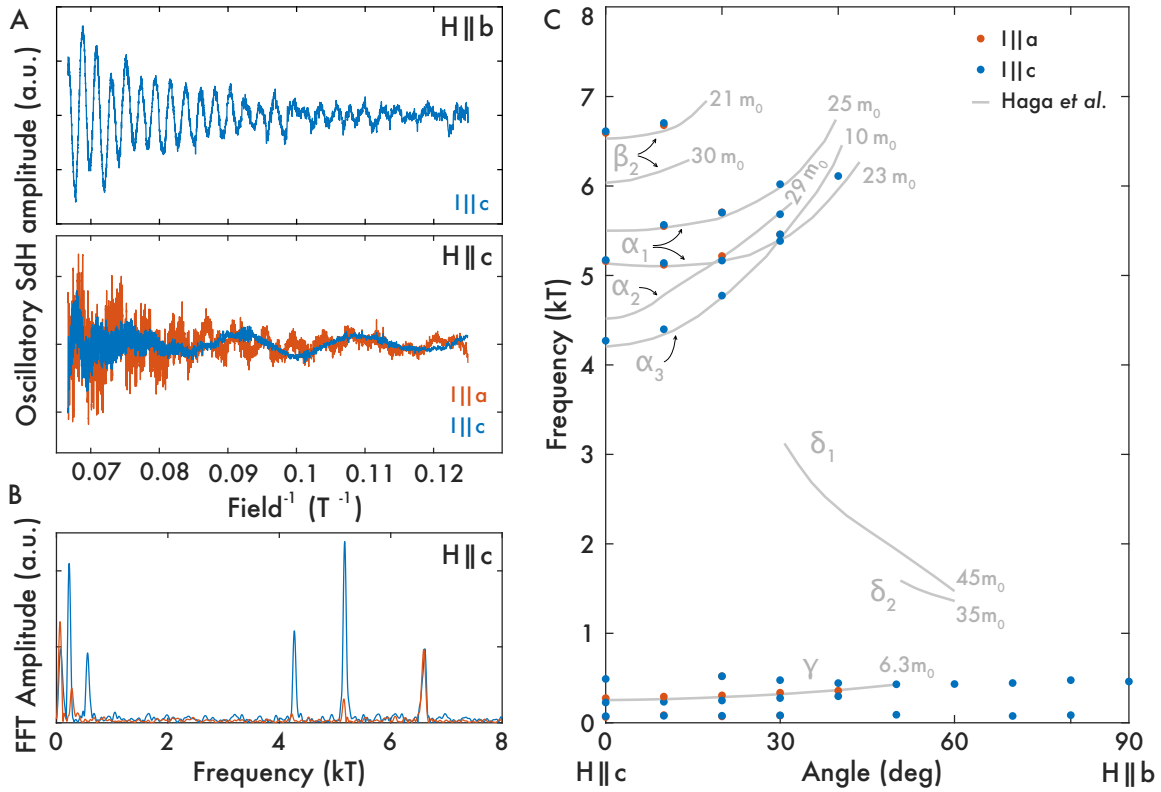 A
H||b
I||c
H||c
I||a
I||c
Oscillatory SdH amplitude (a.u.)
0.07 0.08 0.09 0.1 0.11 0.12
Field⁻¹ (T⁻¹)
B
H||c
FFT Amplitude (a.u.)
0 2 4 6 8
Frequency (kT)
C
I||a
I||c
Haga et al.
8
7
6
5
4
3
2
1
0
Frequency (kT)
21 m₀
β₂
30 m₀
25 m₀
10 m₀
29 m₀
23 m₀
α₁
α₂
α₃
δ₁
45m₀
δ₂
35m₀
γ
6.3m₀
0 30 60 90
H||c Angle (deg) H||b